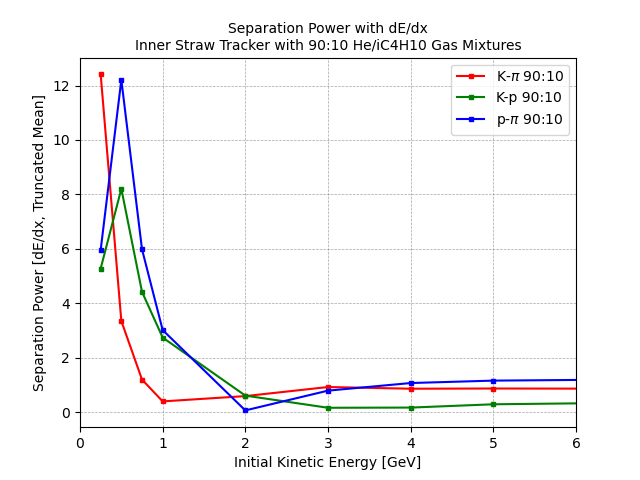 Separation Power with dE/dx
Inner Straw Tracker with 90:10 He/iC4H10 Gas Mixtures
Separation Power [dE/dx, Truncated Mean]
12
10
8
6
4
2
0
K-π 90:10
K-p 90:10
p-π 90:10
0 1 2 3 4 5 6
Initial Kinetic Energy [GeV]